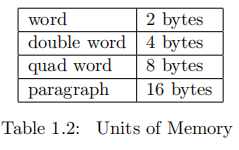 word 2 bytes
double word 4 bytes
quad word 8 bytes
paragraph 16 bytes
Table 1.2: Units of Memory